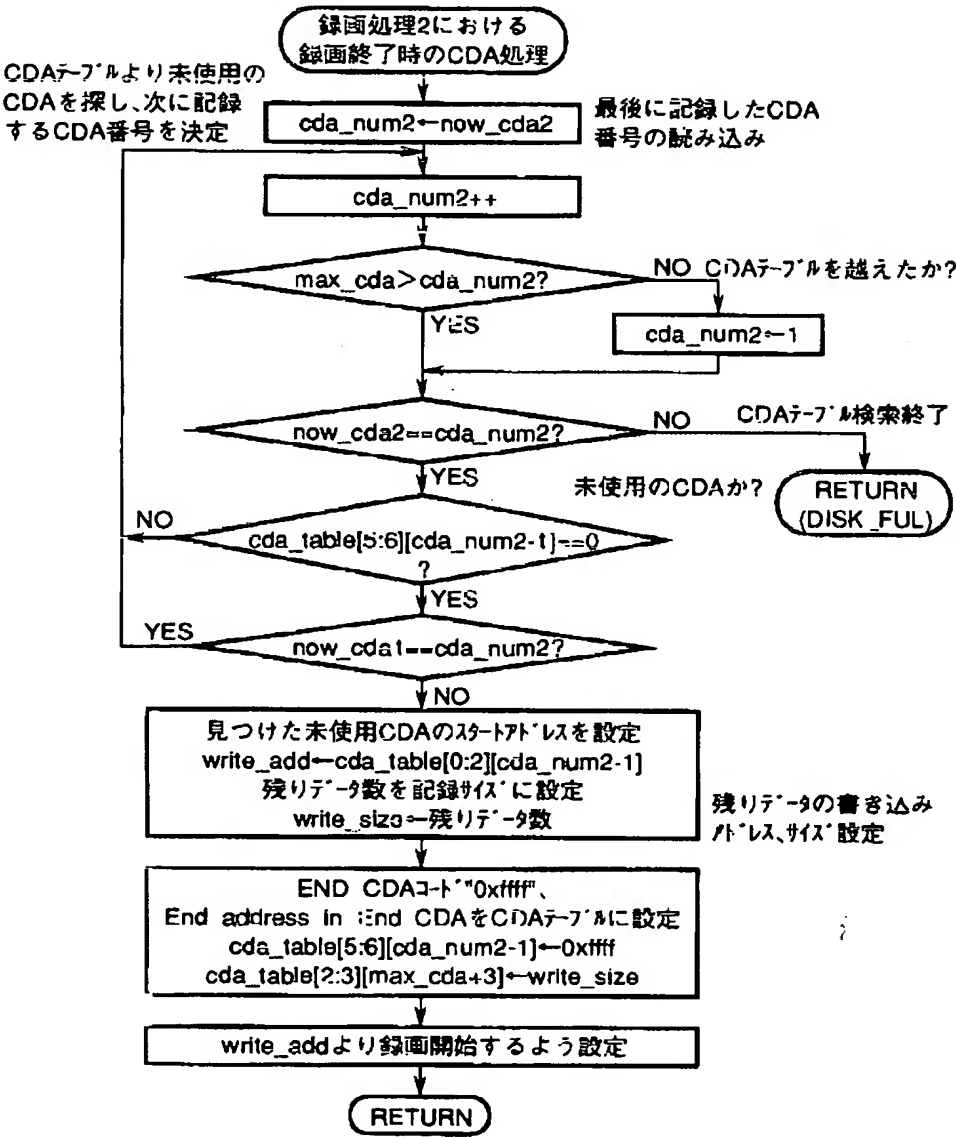 録画処理2における
録画終了時のCDA処理
CDAテーブルより未使用の
CDAを探し、次に記録
するCDA番号を決定
cda_num2←now_cda2
最後に記録したCDA
番号の読み込み
cda_num2++
max_cda>cda_num2?
NO CDAテーブルを越えたか?
YES
cda_num2←1
now_cda2==cda_num2?
NO
CDAテーブル検索終了
YES
未使用のCDAか?
RETURN
(DISK_FUL)
NO
cda_table[5:6][cda_num2-1]==0
?
YES
YES
now_cda1==cda_num2?
NO
見つけた未使用CDAのスタートアドレスを設定
write_add←cda_table[0:2][cda_num2-1]
残りデータ数を記録サイズに設定
write_size←残りデータ数
残りデータの書き込み
アドレス、サイズ設定
END CDAコード"0xffff"、
End address in End CDAをCDAテーブルに設定
cda_table[5:6][cda_num2-1]←0xffff
cda_table[2:3][max_cda+3]←write_size
write_addより録画開始するよう設定
RETURN